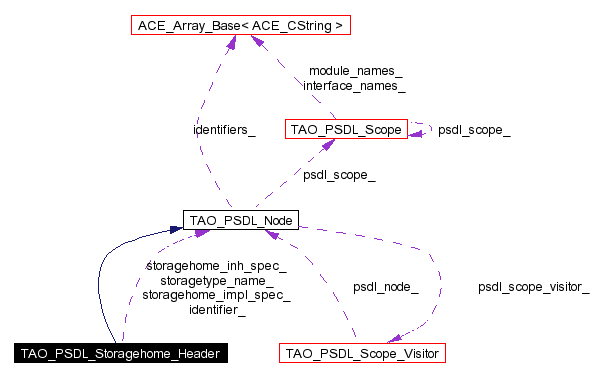 ACE_Array_Base< ACE_CString >
module_names_
interface_names_
identifiers_
TAO_PSDL_Scope
psdl_scope_
psdl_scope_
TAO_PSDL_Node
storagehome_inh_spec_
storagetype_name_
storagehome_impl_spec_
identifier_
psdl_node_
psdl_scope_visitor_
TAO_PSDL_Storagehome_Header
TAO_PSDL_Scope_Visitor